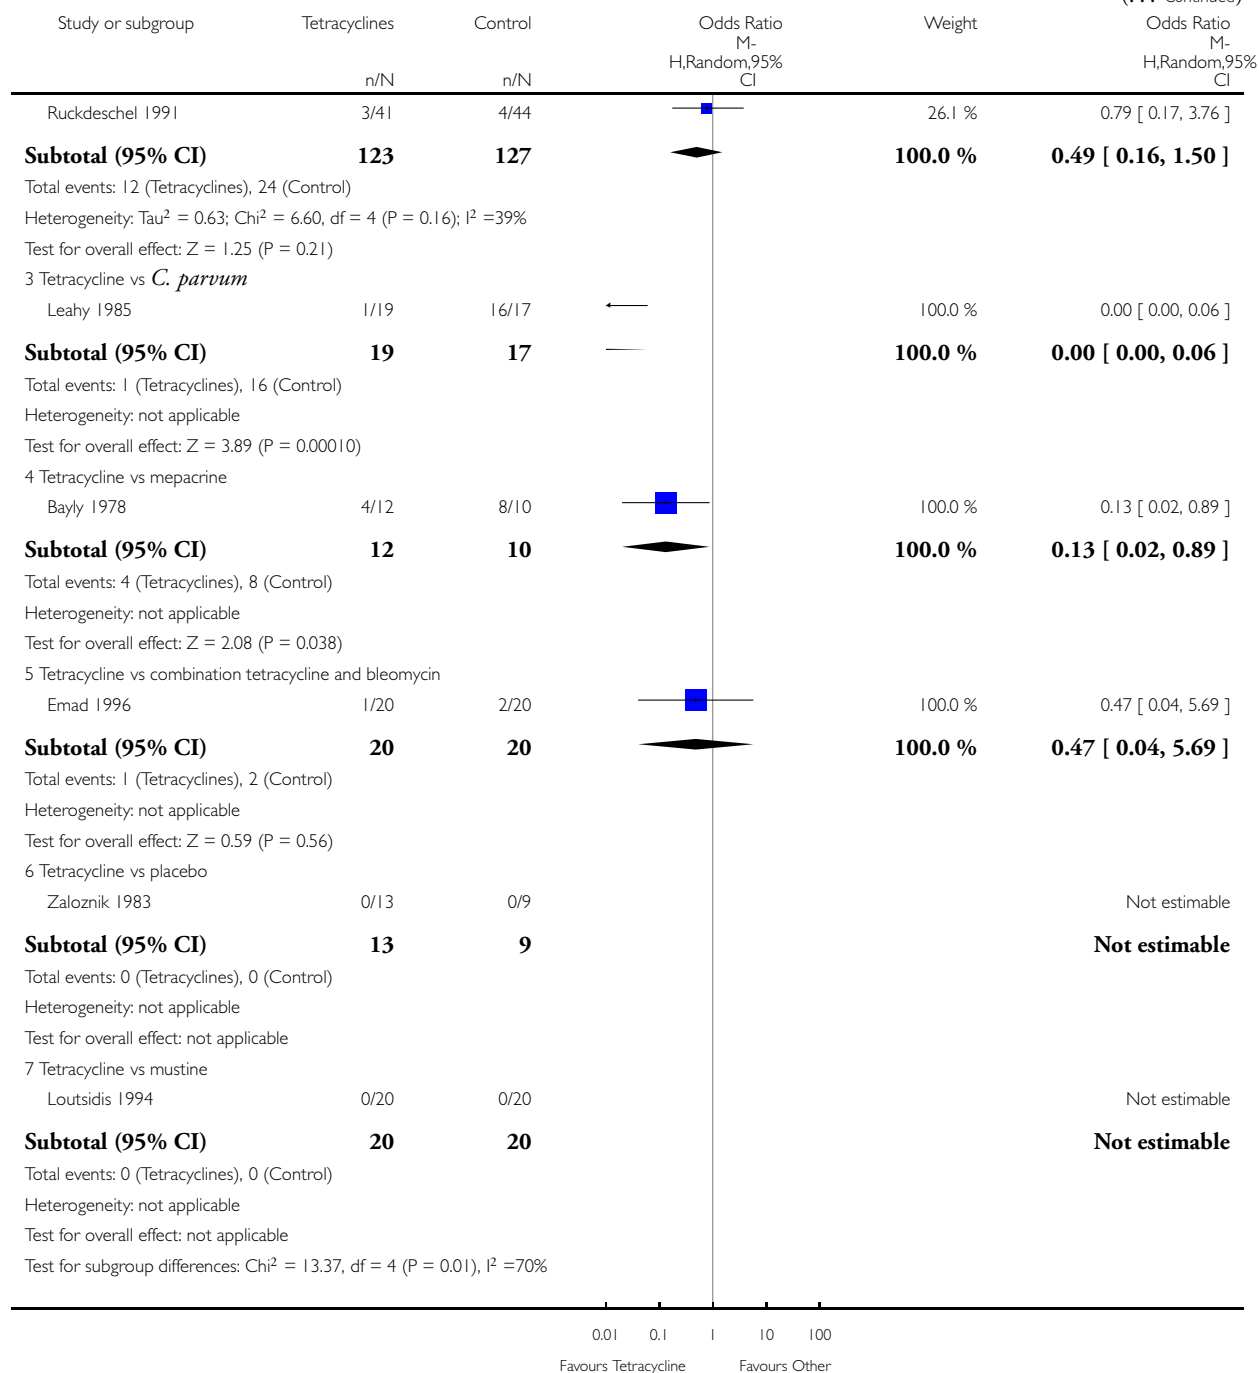 (... Continued)
Study or subgroup Tetracyclines Control Odds Ratio Weight Odds Ratio
M- M-
H,Random,95% H,Random,95%
n/N n/N CI CI
Ruckdeschel 1991 3/41 4/44 26.1 % 0.79 [ 0.17, 3.76 ]
Subtotal (95% CI) 123 127 100.0 % 0.49 [ 0.16, 1.50 ]
Total events: 12 (Tetracyclines), 24 (Control)
Heterogeneity: Tau² = 0.63; Chi² = 6.60, df = 4 (P = 0.16); I² =39%
Test for overall effect: Z = 1.25 (P = 0.21)
3 Tetracycline vs C. parvum
Leahy 1985 1/19 16/17 100.0 % 0.00 [ 0.00, 0.06 ]
Subtotal (95% CI) 19 17 100.0 % 0.00 [ 0.00, 0.06 ]
Total events: 1 (Tetracyclines), 16 (Control)
Heterogeneity: not applicable
Test for overall effect: Z = 3.89 (P = 0.00010)
4 Tetracycline vs mepacrine
Bayly 1978 4/12 8/10 100.0 % 0.13 [ 0.02, 0.89 ]
Subtotal (95% CI) 12 10 100.0 % 0.13 [ 0.02, 0.89 ]
Total events: 4 (Tetracyclines), 8 (Control)
Heterogeneity: not applicable
Test for overall effect: Z = 2.08 (P = 0.038)
5 Tetracycline vs combination tetracycline and bleomycin
Emad 1996 1/20 2/20 100.0 % 0.47 [ 0.04, 5.69 ]
Subtotal (95% CI) 20 20 100.0 % 0.47 [ 0.04, 5.69 ]
Total events: 1 (Tetracyclines), 2 (Control)
Heterogeneity: not applicable
Test for overall effect: Z = 0.59 (P = 0.56)
6 Tetracycline vs placebo
Zaloznik 1983 0/13 0/9 Not estimable
Subtotal (95% CI) 13 9 Not estimable
Total events: 0 (Tetracyclines), 0 (Control)
Heterogeneity: not applicable
Test for overall effect: not applicable
7 Tetracycline vs mustine
Loutsidis 1994 0/20 0/20 Not estimable
Subtotal (95% CI) 20 20 Not estimable
Total events: 0 (Tetracyclines), 0 (Control)
Heterogeneity: not applicable
Test for overall effect: not applicable
Test for subgroup differences: Chi² = 13.37, df = 4 (P = 0.01), I² =70%
0.01 0.1 1 10 100
Favours Tetracycline Favours Other